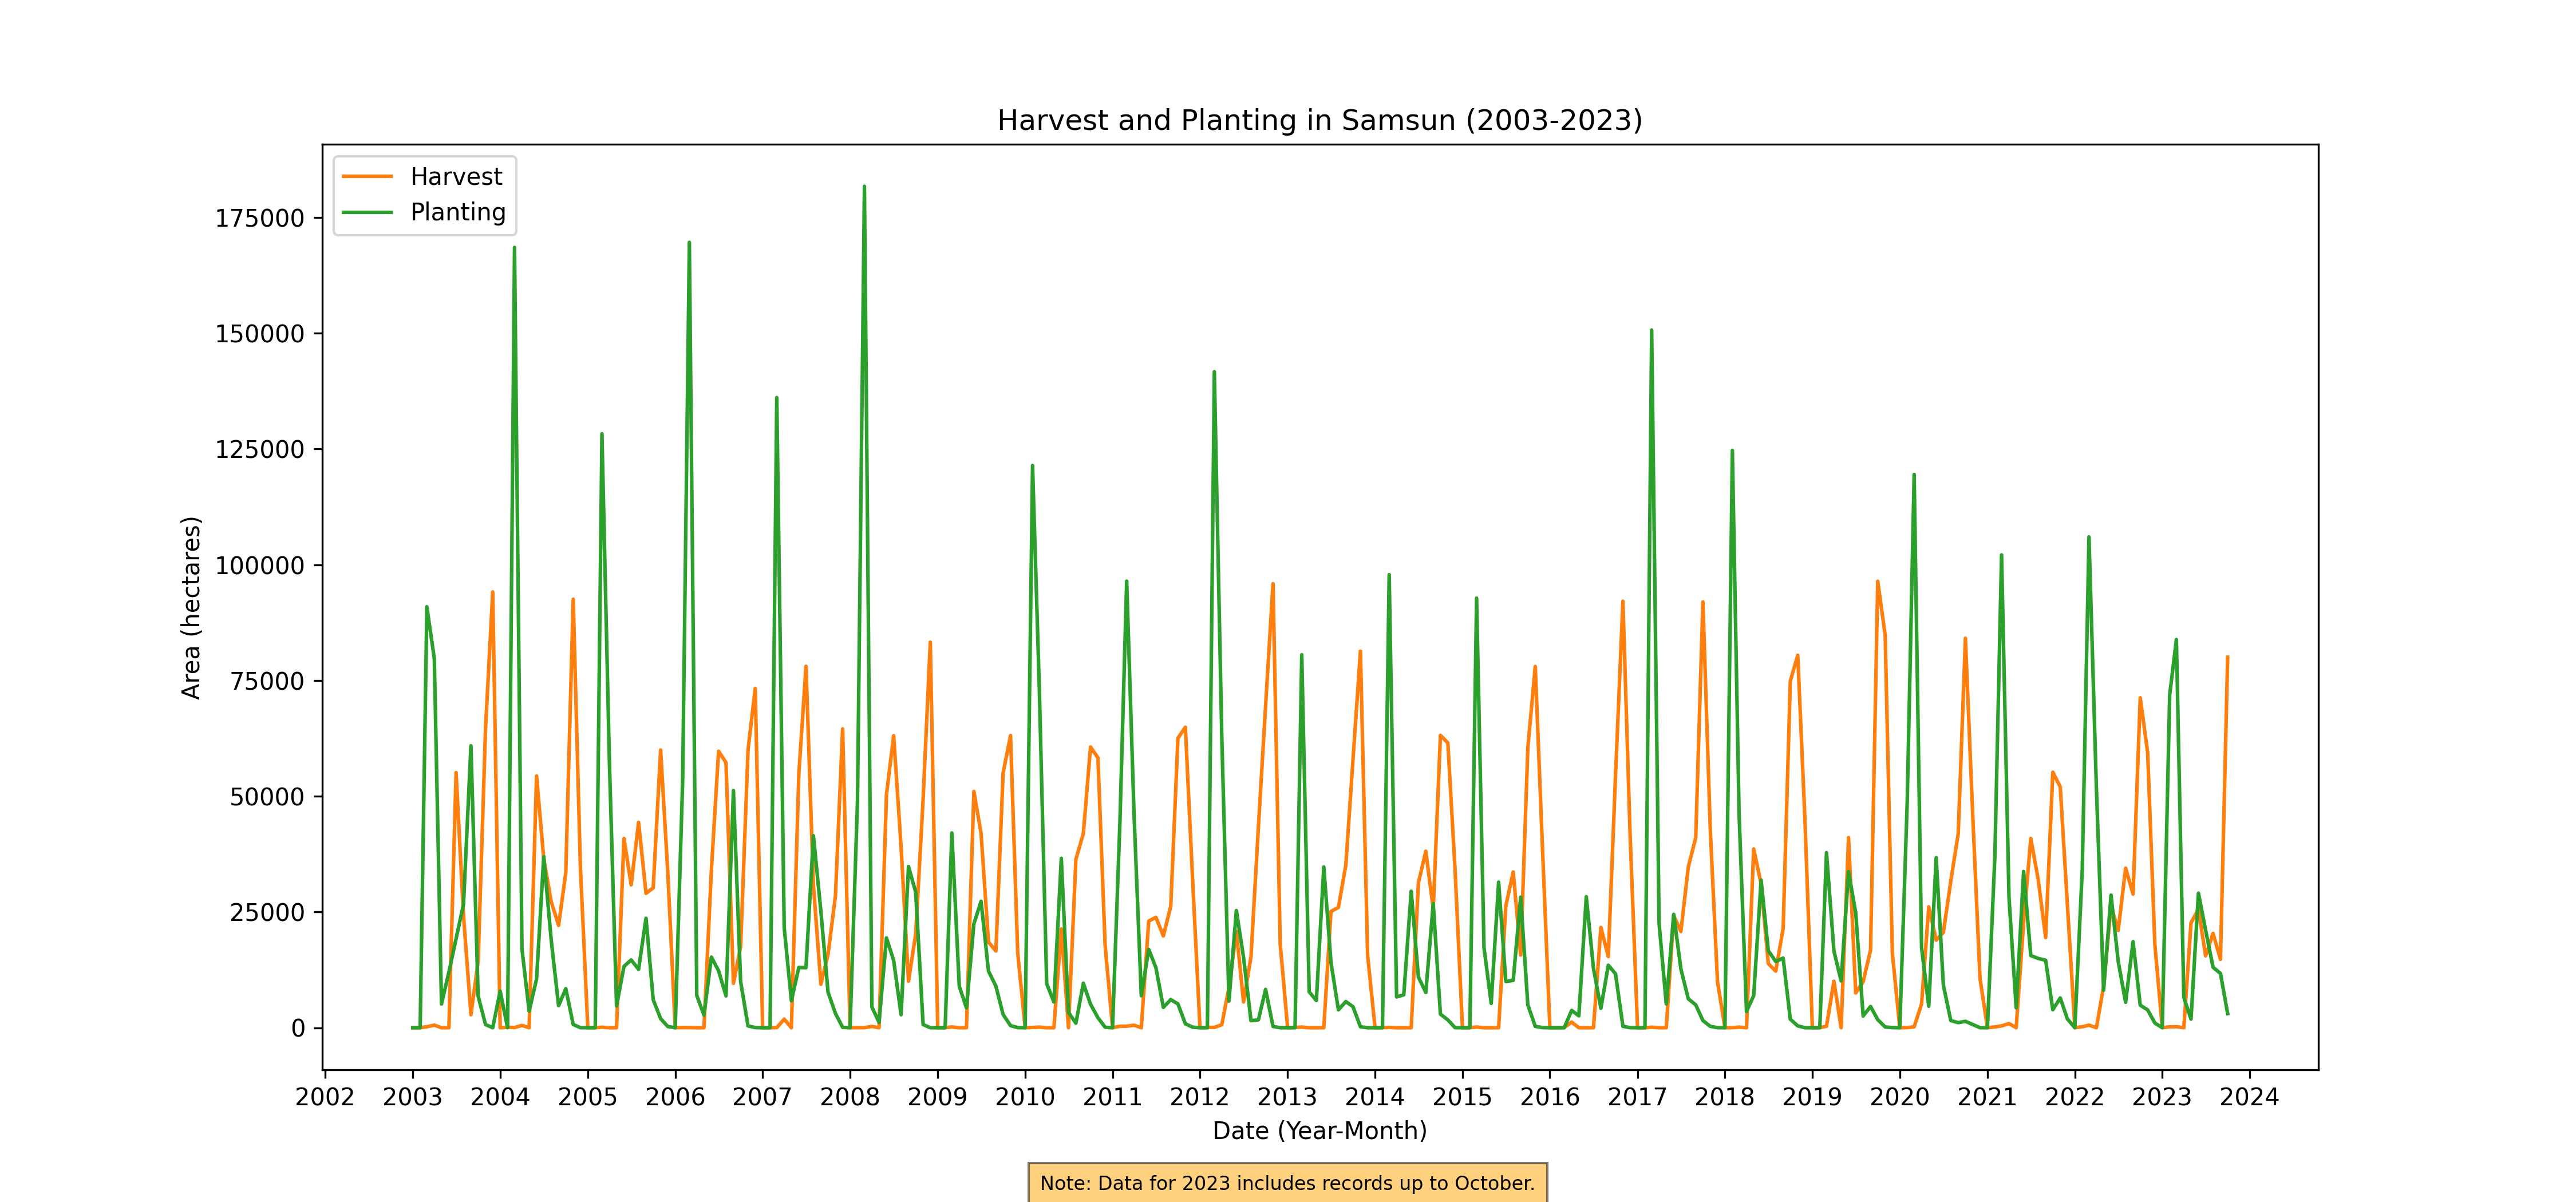 Harvest and Planting in Samsun (2003-2023)
Harvest
Planting
175000
150000
125000
100000
75000
50000
25000
0
Area (hectares)
2002 2003 2004 2005 2006 2007 2008 2009 2010 2011 2012 2013 2014 2015 2016 2017 2018 2019 2020 2021 2022 2023 2024
Date (Year-Month)
Note: Data for 2023 includes records up to October.